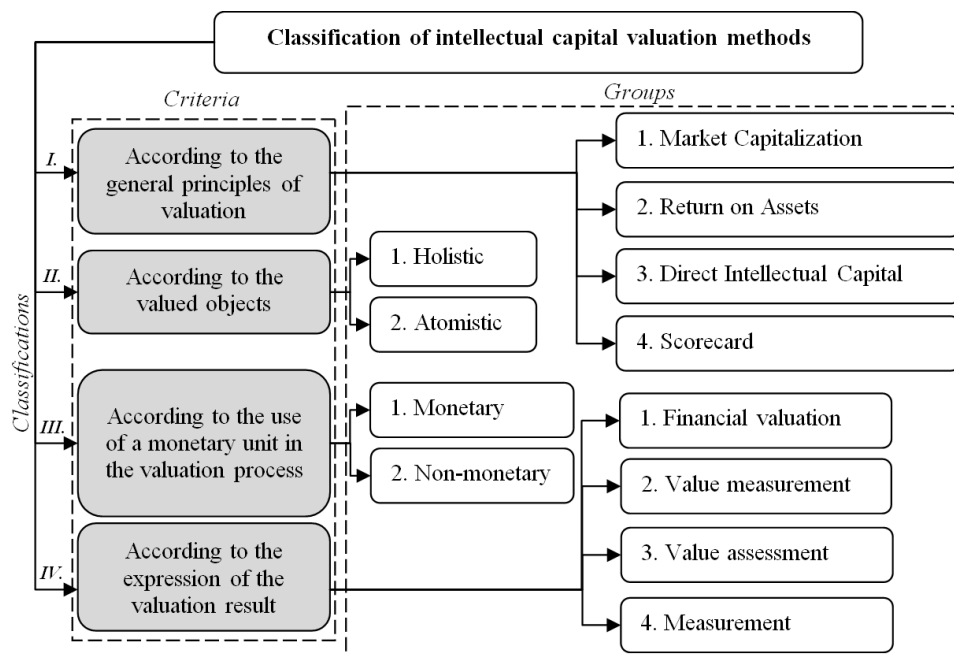 Classification of intellectual capital valuation methods
Criteria
Groups
Classifications
I.
According to the
general principles of
valuation
1. Market Capitalization
2. Return on Assets
3. Direct Intellectual Capital
4. Scorecard
II.
According to the
valued objects
1. Holistic
2. Atomistic
III.
According to the use
of a monetary unit in
the valuation process
1. Monetary
2. Non-monetary
IV.
According to the
expression of the
valuation result
1. Financial valuation
2. Value measurement
3. Value assessment
4. Measurement